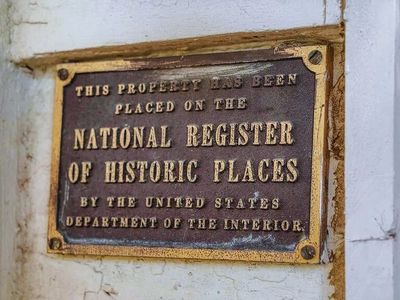 THIS PROPERTY HAS BEEN
PLACED ON THE
NATIONAL REGISTER
OF HISTORIC PLACES
BY THE UNITED STATES
DEPARTMENT OF THE INTERIOR